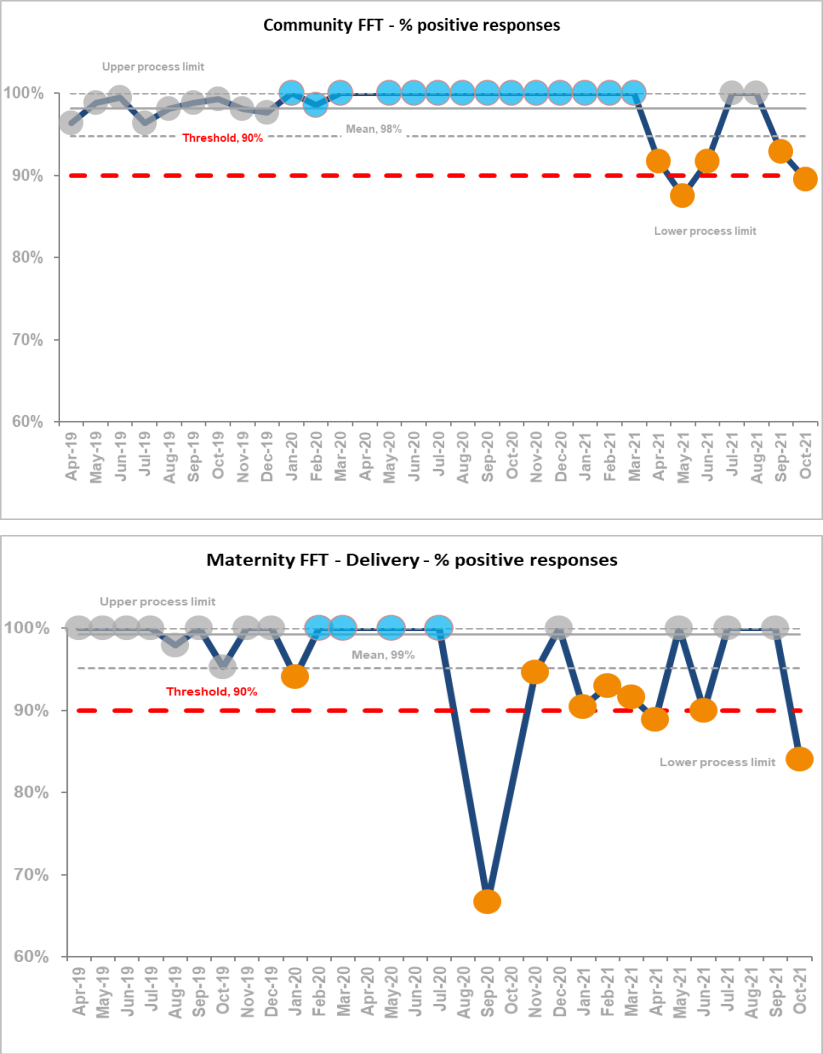 Community FFT - % positive responses
Upper process limit
100%
Mean, 98%
Threshold, 90%
90%
Lower process limit
80%
70%
60%
Apr-19 May-19 Jun-19 Jul-19 Aug-19 Sep-19 Oct-19 Nov-19 Dec-19 Jan-20 Feb-20 Mar-20 Apr-20 May-20 Jun-20 Jul-20 Aug-20 Sep-20 Oct-20 Nov-20 Dec-20 Jan-21 Feb-21 Mar-21 Apr-21 May-21 Jun-21 Jul-21 Aug-21 Sep-21 Oct-21
Maternity FFT - Delivery - % positive responses
Upper process limit
100%
Mean, 99%
Threshold, 90%
90%
Lower process limit
80%
70%
60%
Apr-19 May-19 Jun-19 Jul-19 Aug-19 Sep-19 Oct-19 Nov-19 Dec-19 Jan-20 Feb-20 Mar-20 Apr-20 May-20 Jun-20 Jul-20 Aug-20 Sep-20 Oct-20 Nov-20 Dec-20 Jan-21 Feb-21 Mar-21 Apr-21 May-21 Jun-21 Jul-21 Aug-21 Sep-21 Oct-21